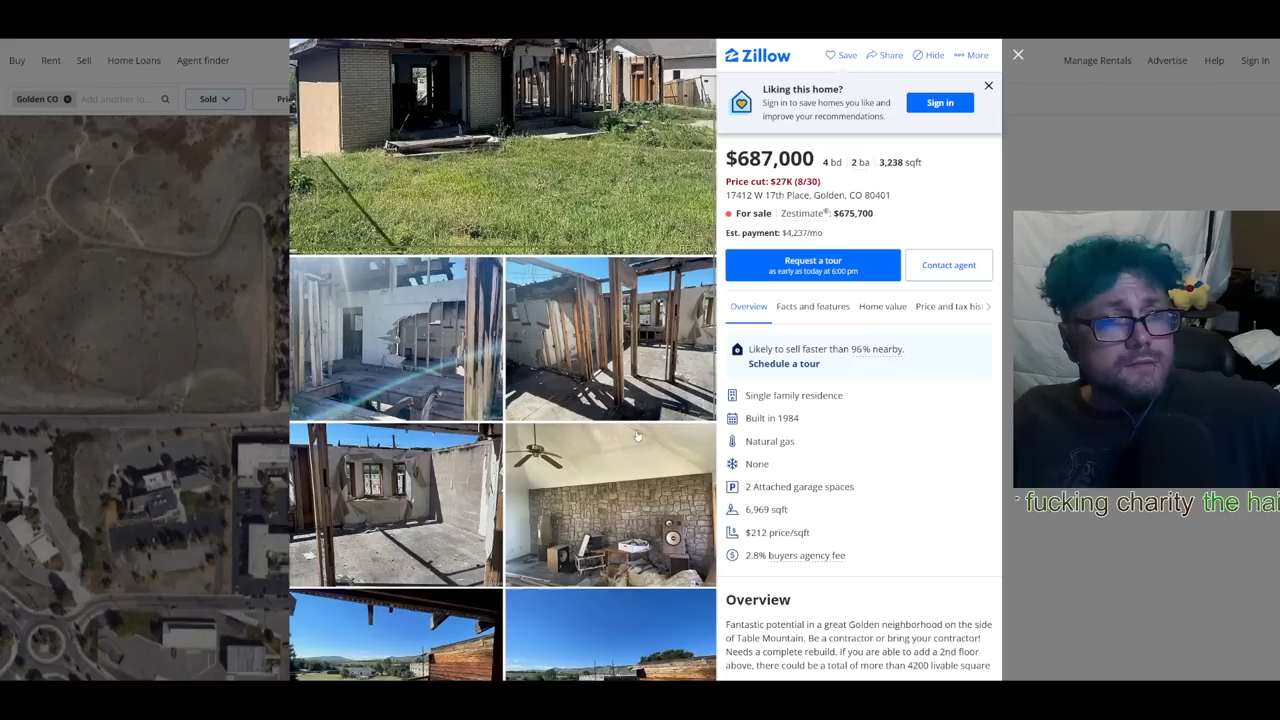 Buy Rent Sell Home Loans Agent finder
Manage Rentals Advertise Help Sign In
Golden CO Add another lo...
Sold
Zillow
Save Share Hide More
Liking this home?
Sign in to save homes you like and
improve your recommendations.
Sign in
$687,000 4 bd 2 ba 3,238 sqft
Price cut: $27K (8/30)
17412 W 17th Place, Golden, CO 80401
For sale Zestimate®: $675,700
Est. payment: $4,237/mo
Request a tour
as early as today at 6:00 pm
Contact agent
Overview Facts and features Home value Price and tax his
Likely to sell faster than 96% nearby.
Schedule a tour
Single family residence
Built in 1984
Natural gas
None
2 Attached garage spaces
6,969 sqft
$212 price/sqft
2.8% buyers agency fee
Overview
Fantastic potential in a great Golden neighborhood on the side
of Table Mountain. Be a contractor or bring your contractor!
Needs a complete rebuild. If you are able to add a 2nd floor
above, there could be a total of more than 4200 livable square
fucking charity the hai